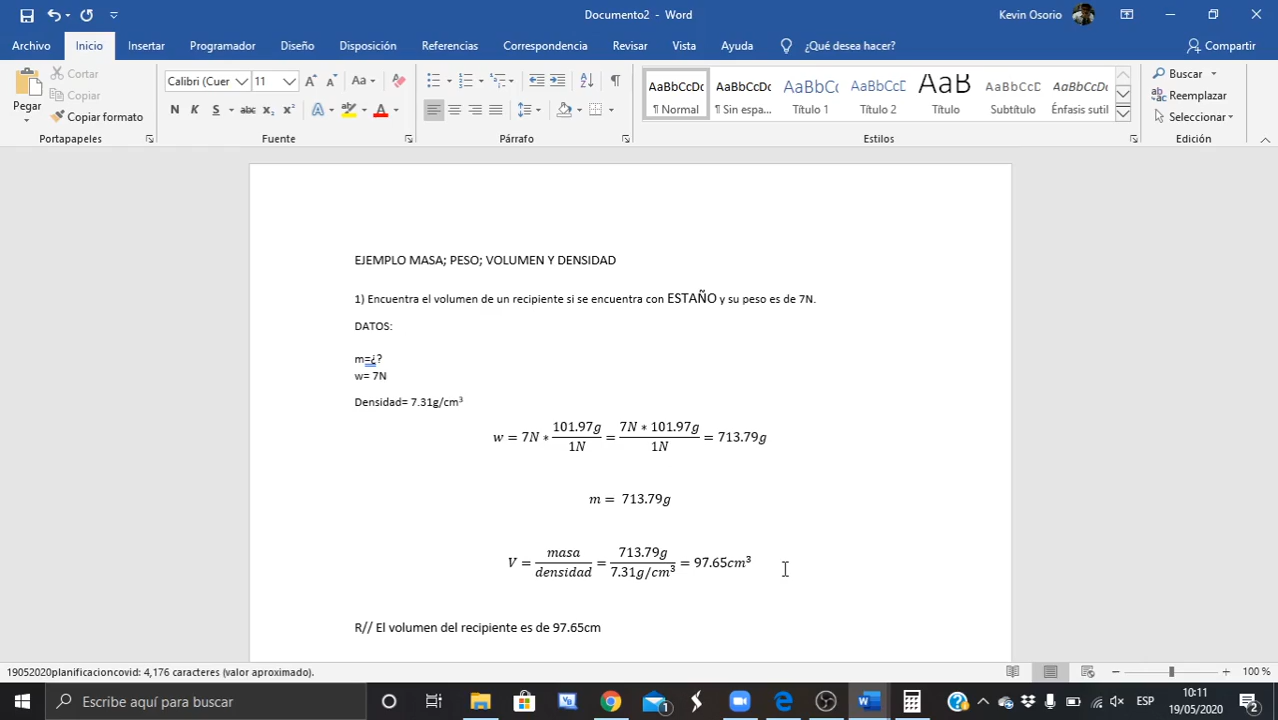 Documento2 - Word
Kevin Osorio
Archivo Inicio Insertar Programador Diseño Disposición Referencias Correspondencia Revisar Vista Ayuda ¿Qué desea hacer? Compartir
Pegar
Cortar
Copiar
Copiar formato
Portapapeles
Calibri (Cuer 11
N K S abc x₂ x²
Fuente
Párrafo
AaBbCcDc AaBbCcDc AaBbC AaBbCcD AaB AaBbCcD AaBbCcDc
¶ Normal ¶ Sin espa... Título 1 Título 2 Título Subtítulo Énfasis sutil
Estilos
Buscar
Reemplazar
Seleccionar
Edición
EJEMPLO MASA; PESO; VOLUMEN Y DENSIDAD
1) Encuentra el volumen de un recipiente si se encuentra con ESTAÑO y su peso es de 7N.
DATOS:
m=¿?
w= 7N
Densidad= 7.31g/cm³
w = 7N * 101.97g/1N = 7N * 101.97g/1N = 713.79g
m = 713.79g
V = masa/densidad = 713.79g/7.31g/cm³ = 97.65cm³
R// El volumen del recipiente es de 97.65cm
19052020planificacioncovid: 4,176 caracteres (valor aproximado).
100 %
Escribe aquí para buscar
ESP
10:11
19/05/2020